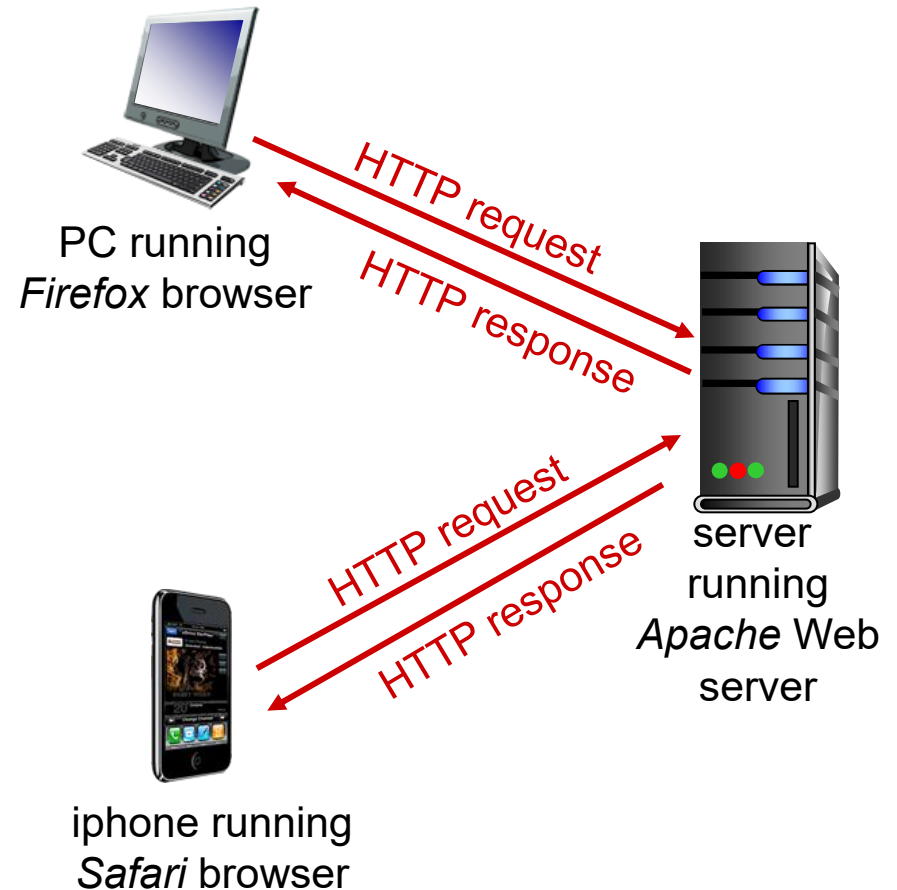 HTTP request
HTTP response
PC running
Firefox browser
HTTP request
HTTP response
server
running
Apache Web
server
iphone running
Safari browser